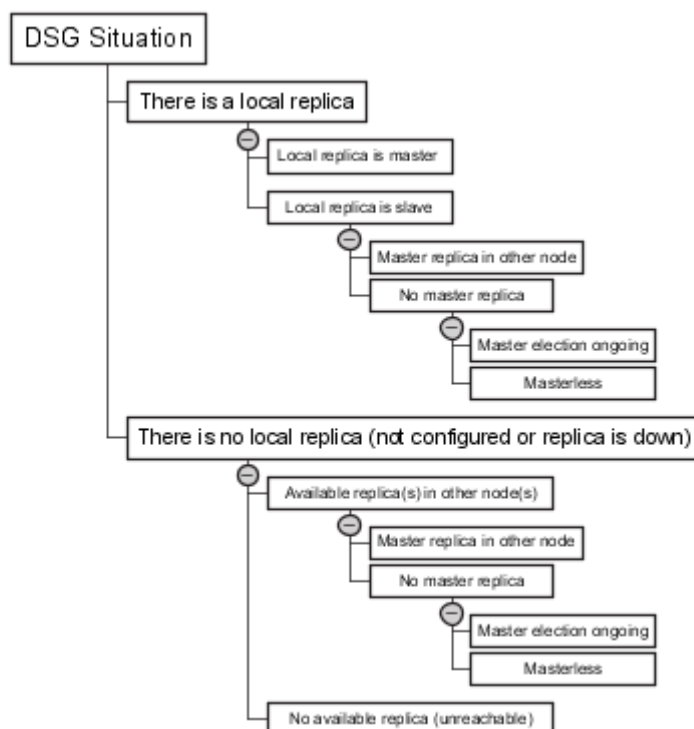 DSG Situation
There is a local replica
Local replica is master
Local replica is slave
Master replica in other node
No master replica
Master election ongoing
Masterless
There is no local replica (not configured or replica is down)
Available replica(s) in other node(s)
Master replica in other node
No master replica
Master election ongoing
Masterless
No available replica (unreachable)